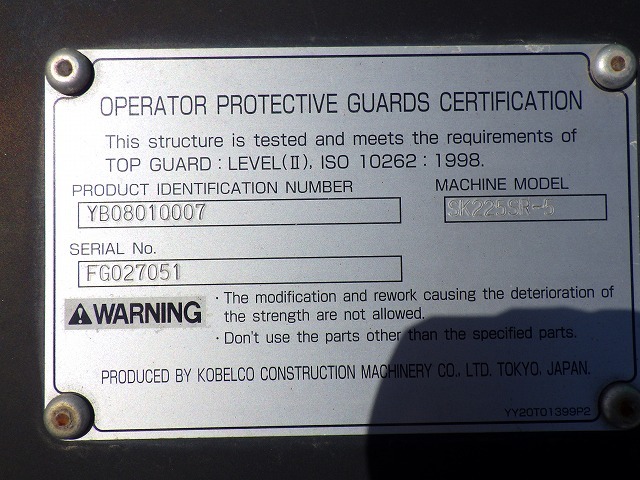 OPERATOR PROTECTIVE GUARDS CERTIFICATION
This structure is tested and meets the requirements of
TOP GUARD : LEVEL(Ⅱ), ISO 10262 : 1998.
PRODUCT IDENTIFICATION NUMBER
MACHINE MODEL
YB08010007
SK225SR-5
SERIAL No.
FG027051
WARNING
· The modification and rework causing the deterioration of
the strength are not allowed.
· Don't use the parts other than the specified parts.
PRODUCED BY KOBELCO CONSTRUCTION MACHINERY CO., LTD. TOKYO, JAPAN.
YY20T01399P2